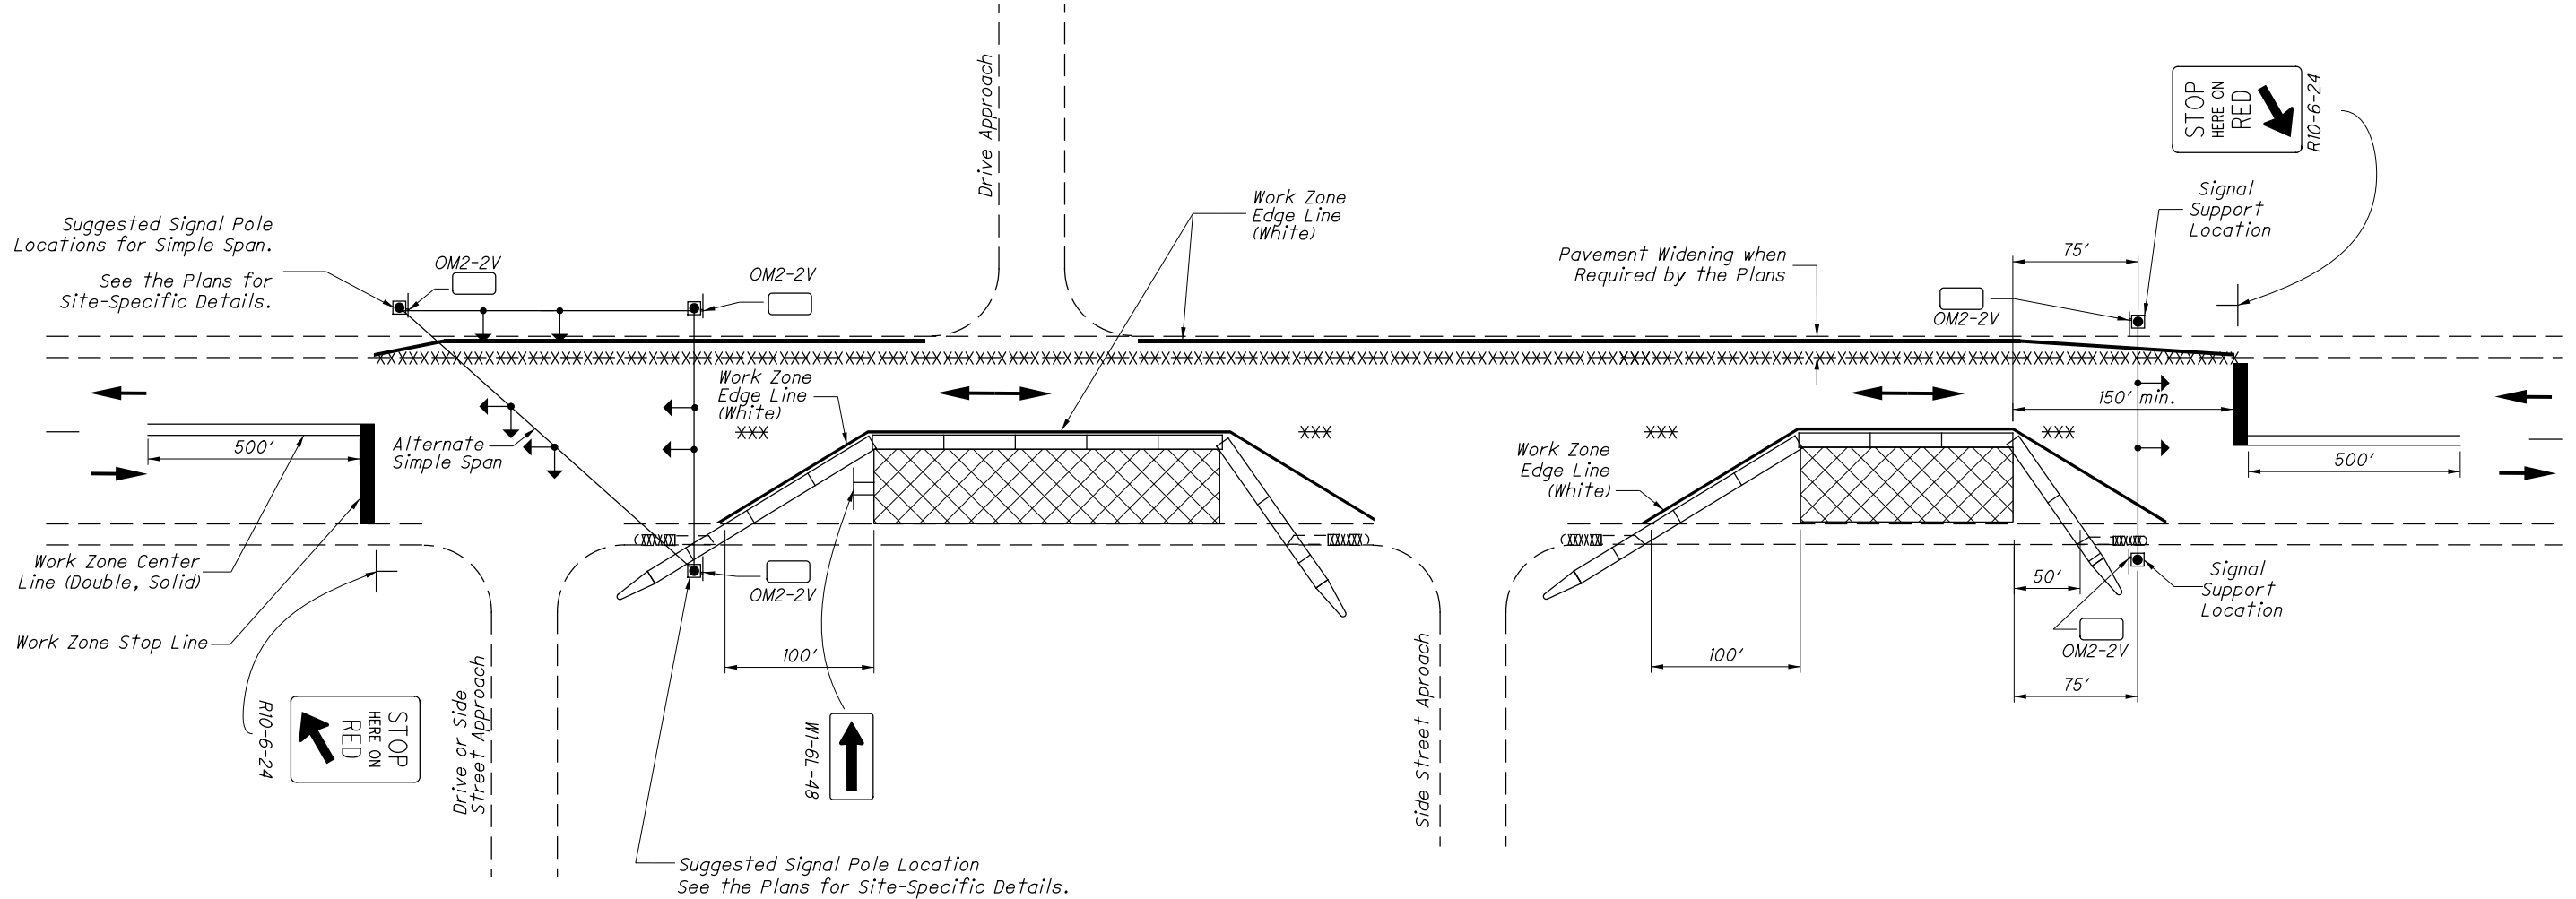 Drive Approach
STOP
HERE ON
RED
R10-6-24
Signal
Support
Location
Work Zone
Edge Line
(White)
Suggested Signal Pole
Locations for Simple Span.
See the Plans for
Site-Specific Details.
OM2-2V
OM2-2V
Pavement Widening when
Required by the Plans
75'
OM2-2V
Work Zone
Edge Line
(White)
150' min.
500'
Alternate
Simple Span
Work Zone
Edge Line
(White)
500'
Work Zone Center
Line (Double, Solid)
OM2-2V
50'
Signal
Support
Location
Work Zone Stop Line
100'
100'
OM2-2V
75'
R10-6-24
STOP
HERE ON
RED
Drive or Side
Street Approach
W1-6L-48
Side Street Aproach
Suggested Signal Pole Location
See the Plans for Site-Specific Details.